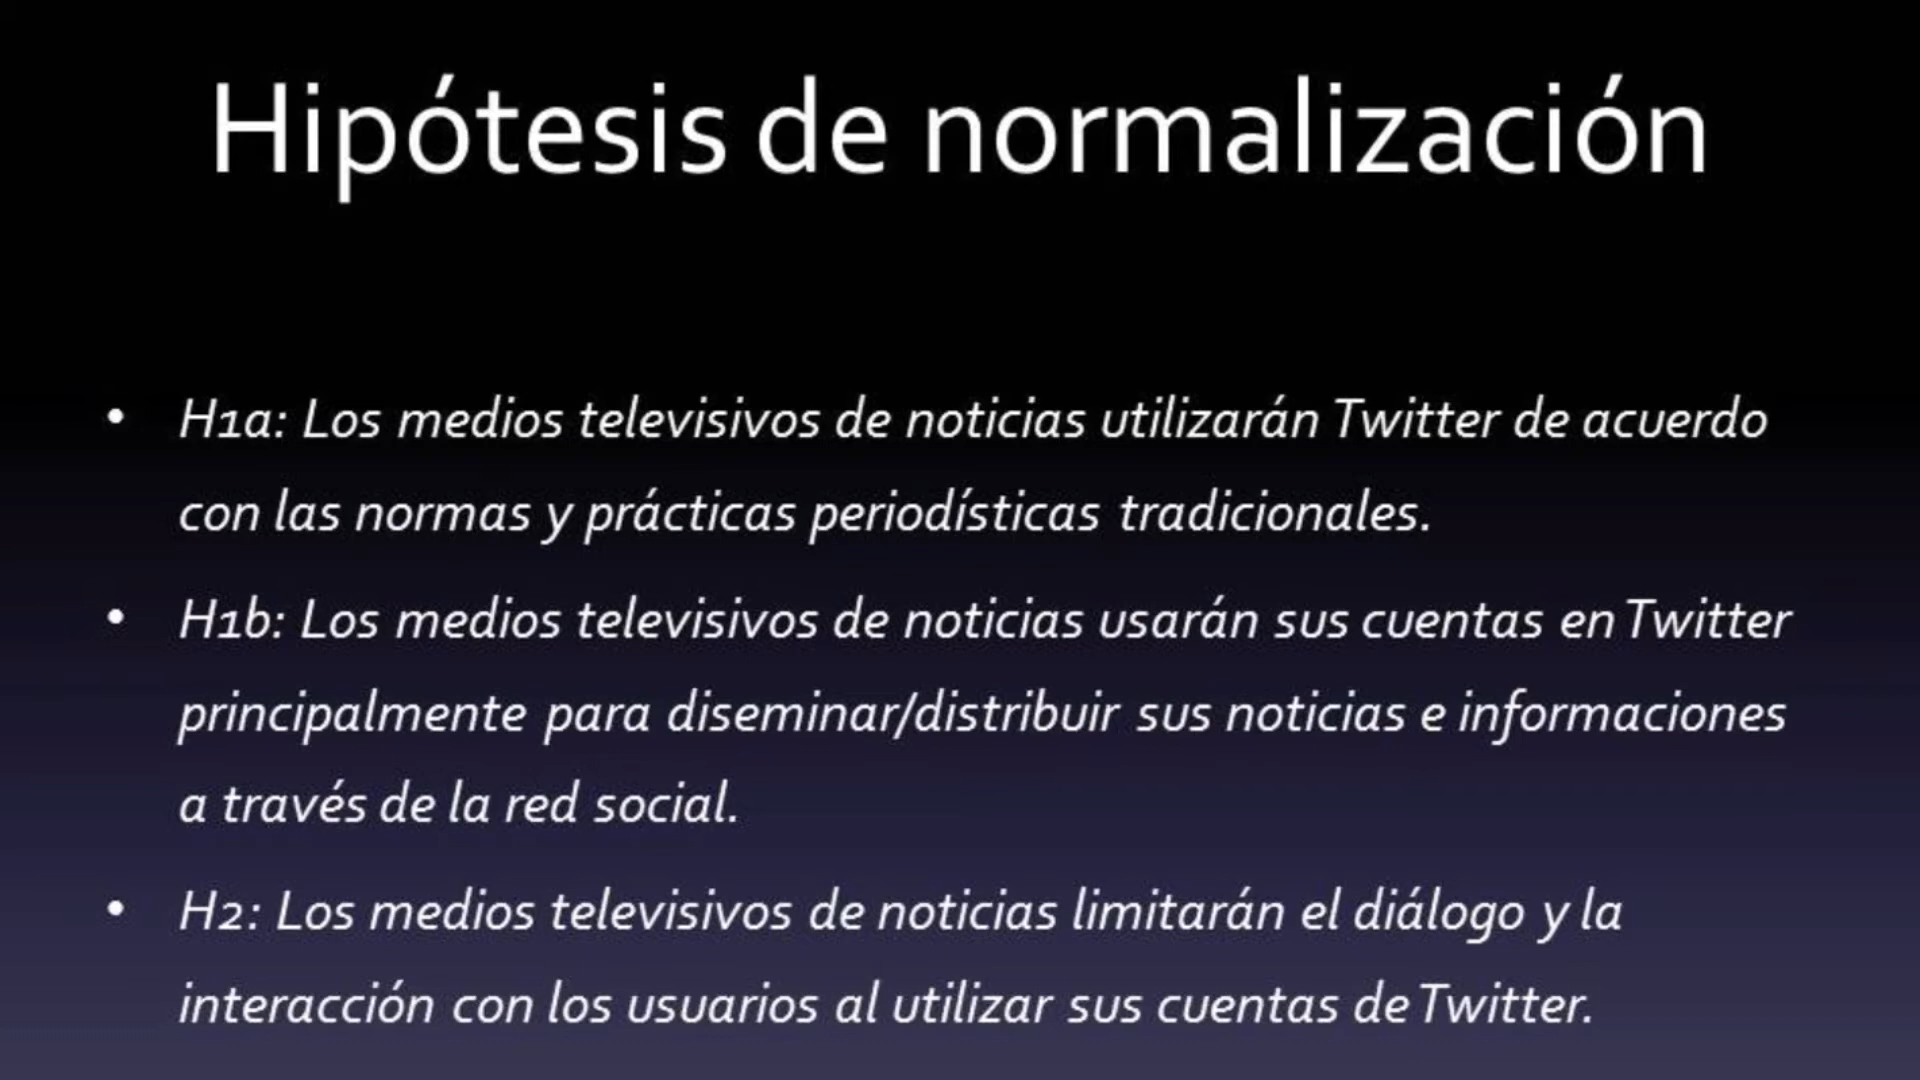 Hipótesis de normalización
• H1a: Los medios televisivos de noticias utilizarán Twitter de acuerdo
con las normas y prácticas periodísticas tradicionales.
• H1b: Los medios televisivos de noticias usarán sus cuentas en Twitter
principalmente para diseminar/distribuir sus noticias e informaciones
a través de la red social.
• H2: Los medios televisivos de noticias limitarán el diálogo y la
interacción con los usuarios al utilizar sus cuentas de Twitter.